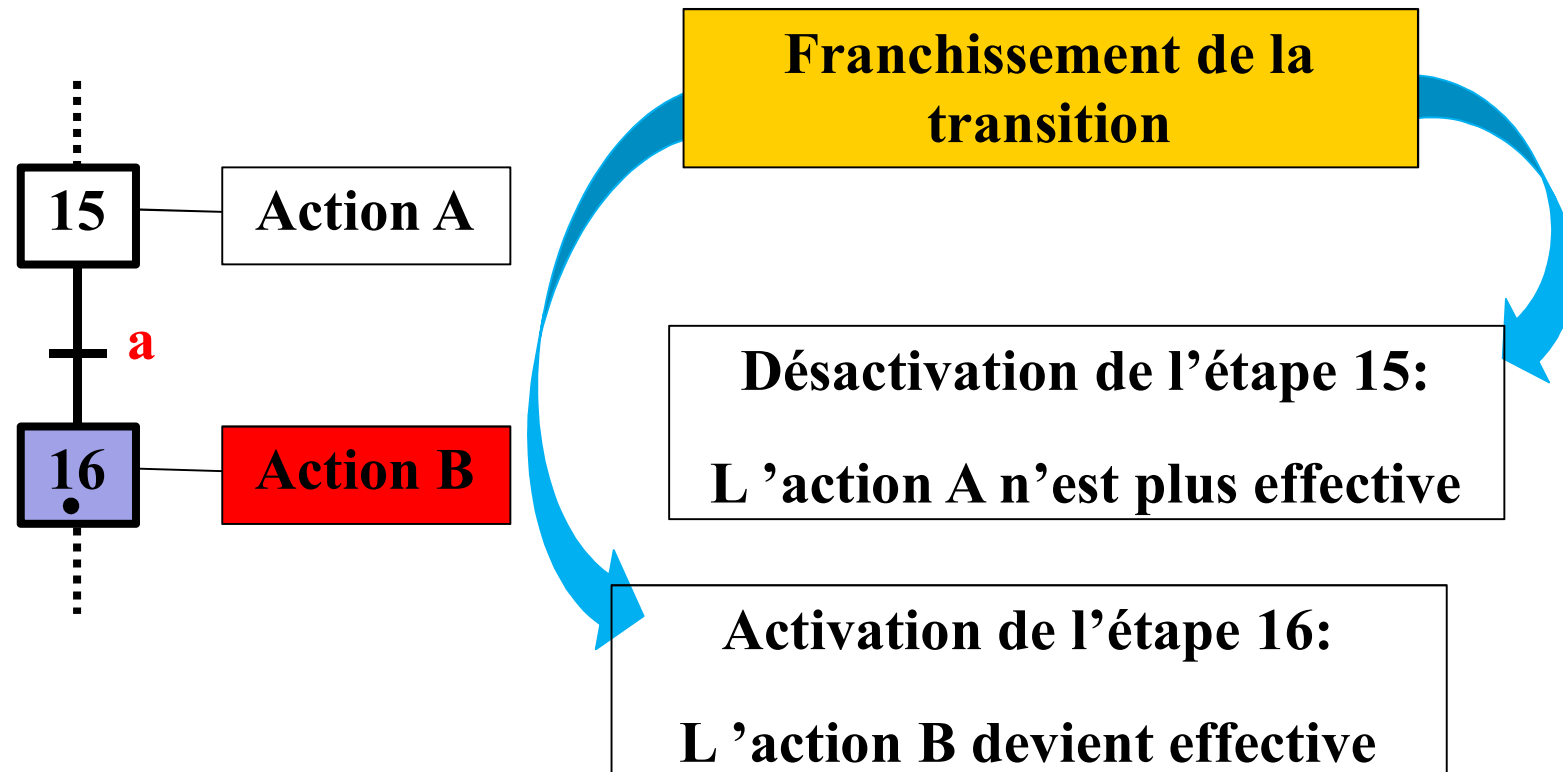 Franchissement de la
transition
15
Action A
a
16
Action B
Désactivation de l’étape 15:
L ’action A n’est plus effective
Activation de l’étape 16:
L ’action B devient effective